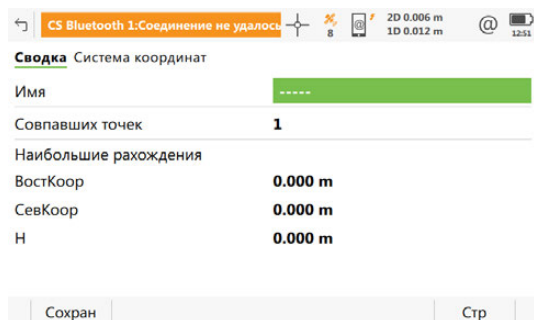 CS Bluetooth 1:Соединение не удалось 8 @ 2D 0.006 m @
1D 0.012 m 12:51
Сводка Система координат
Имя -----
Совпавших точек 1
Наибольшие рахождения
ВостКоор 0.000 m
СевКоор 0.000 m
H 0.000 m
Сохран Стр